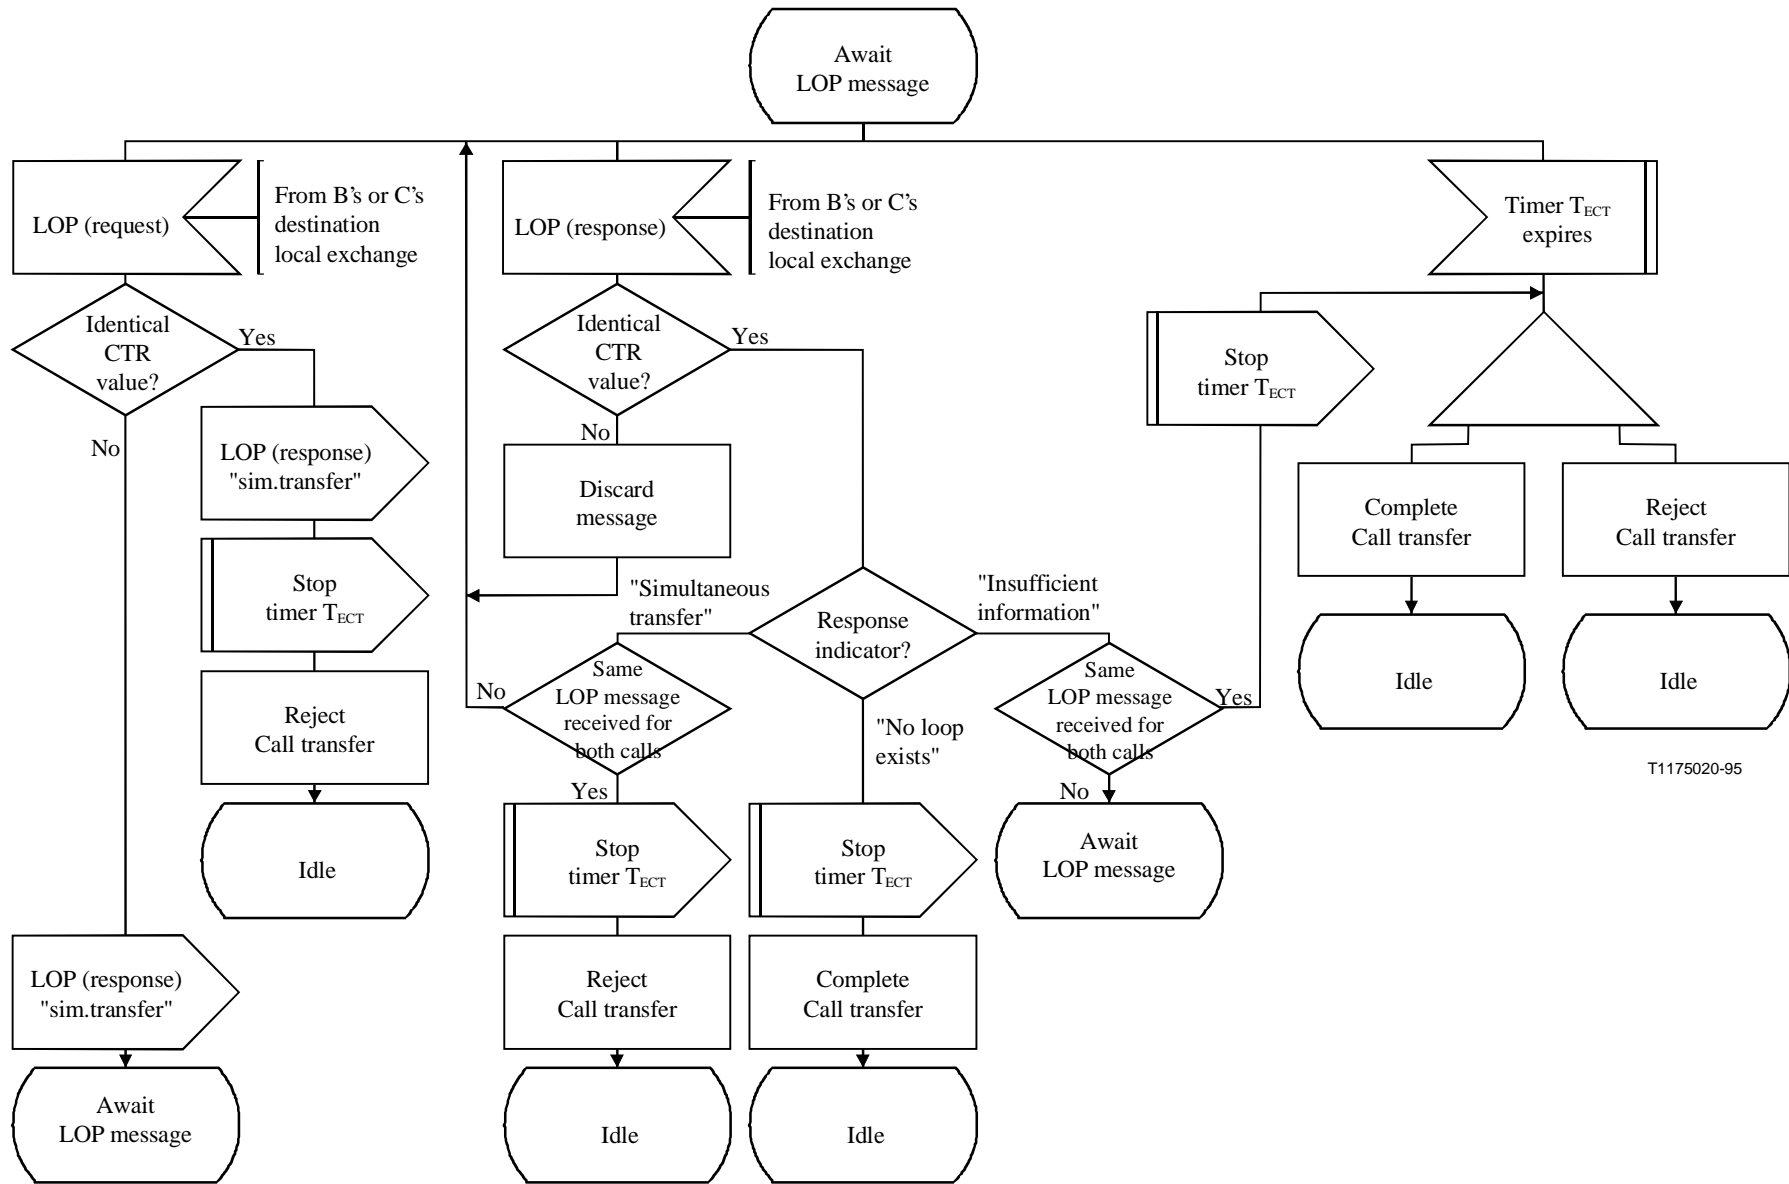 Await
LOP message
LOP (request)
From B's or C's
destination
local exchange
LOP (response)
From B's or C's
destination
local exchange
Timer TECT
expires
Identical
CTR
value?
Yes
No
Identical
CTR
value?
Yes
No
Stop
timer TECT
LOP (response)
"sim.transfer"
Discard
message
Complete
Call transfer
Reject
Call transfer
Stop
timer TECT
"Simultaneous
transfer"
Response
indicator?
"Insufficient
information"
Idle
Idle
Reject
Call transfer
No
Same
LOP message
received for
both calls
Yes
"No loop
exists"
Same
LOP message
received for
both calls
Yes
No
T1175020-95
Idle
Stop
timer TECT
Stop
timer TECT
Await
LOP message
LOP (response)
"sim.transfer"
Reject
Call transfer
Complete
Call transfer
Await
LOP message
Idle
Idle